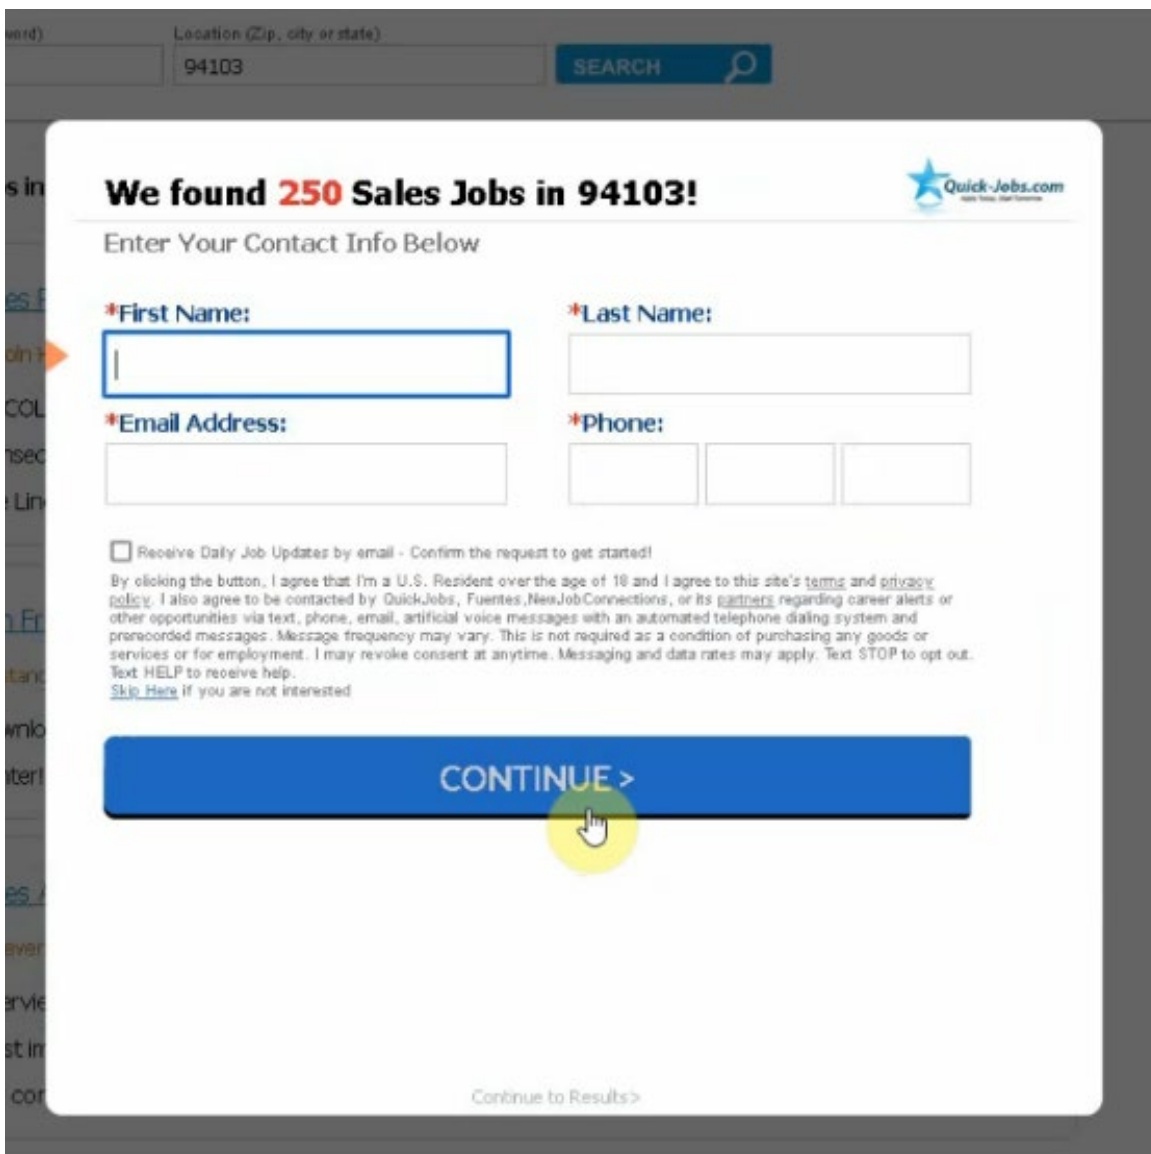 word)
Location (Zip, city or state)
94103
SEARCH
s in
We found 250 Sales Jobs in 94103!
Quick-Jobs.com
Enter Your Contact Info Below
*First Name:
*Last Name:
*Email Address:
*Phone:
Receive Daily Job Updates by email - Confirm the request to get started!
By clicking the button, I agree that I'm a U.S. Resident over the age of 18 and I agree to this site's terms and privacy
policy. I also agree to be contacted by QuickJobs, Fuentes,NewJobConnections, or its partners regarding career alerts or
other opportunities via text, phone, email, artificial voice messages with an automated telephone dialing system and
prerecorded messages. Message frequency may vary. This is not required as a condition of purchasing any goods or
services or for employment. I may revoke consent at anytime. Messaging and data rates may apply. Text STOP to opt out.
Text HELP to receive help.
Skip Here if you are not interested
CONTINUE >
Continue to Results>